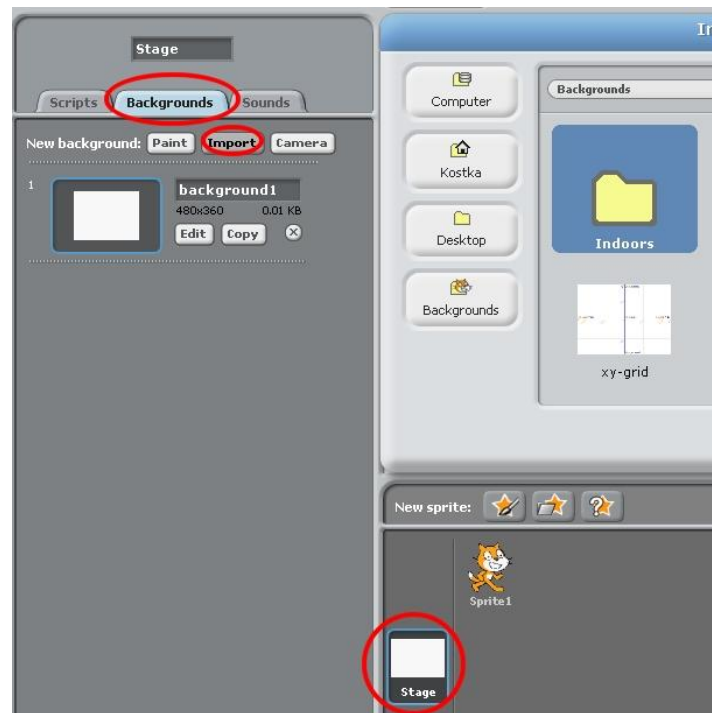 Stage
Scripts Backgrounds Sounds
New background: Paint Import Camera
1
background1
480x360 0.01 KB
Edit Copy
Computer
Kostka
Desktop
Backgrounds
Backgrounds
Indoors
xy-grid
New sprite:
Sprite1
Stage